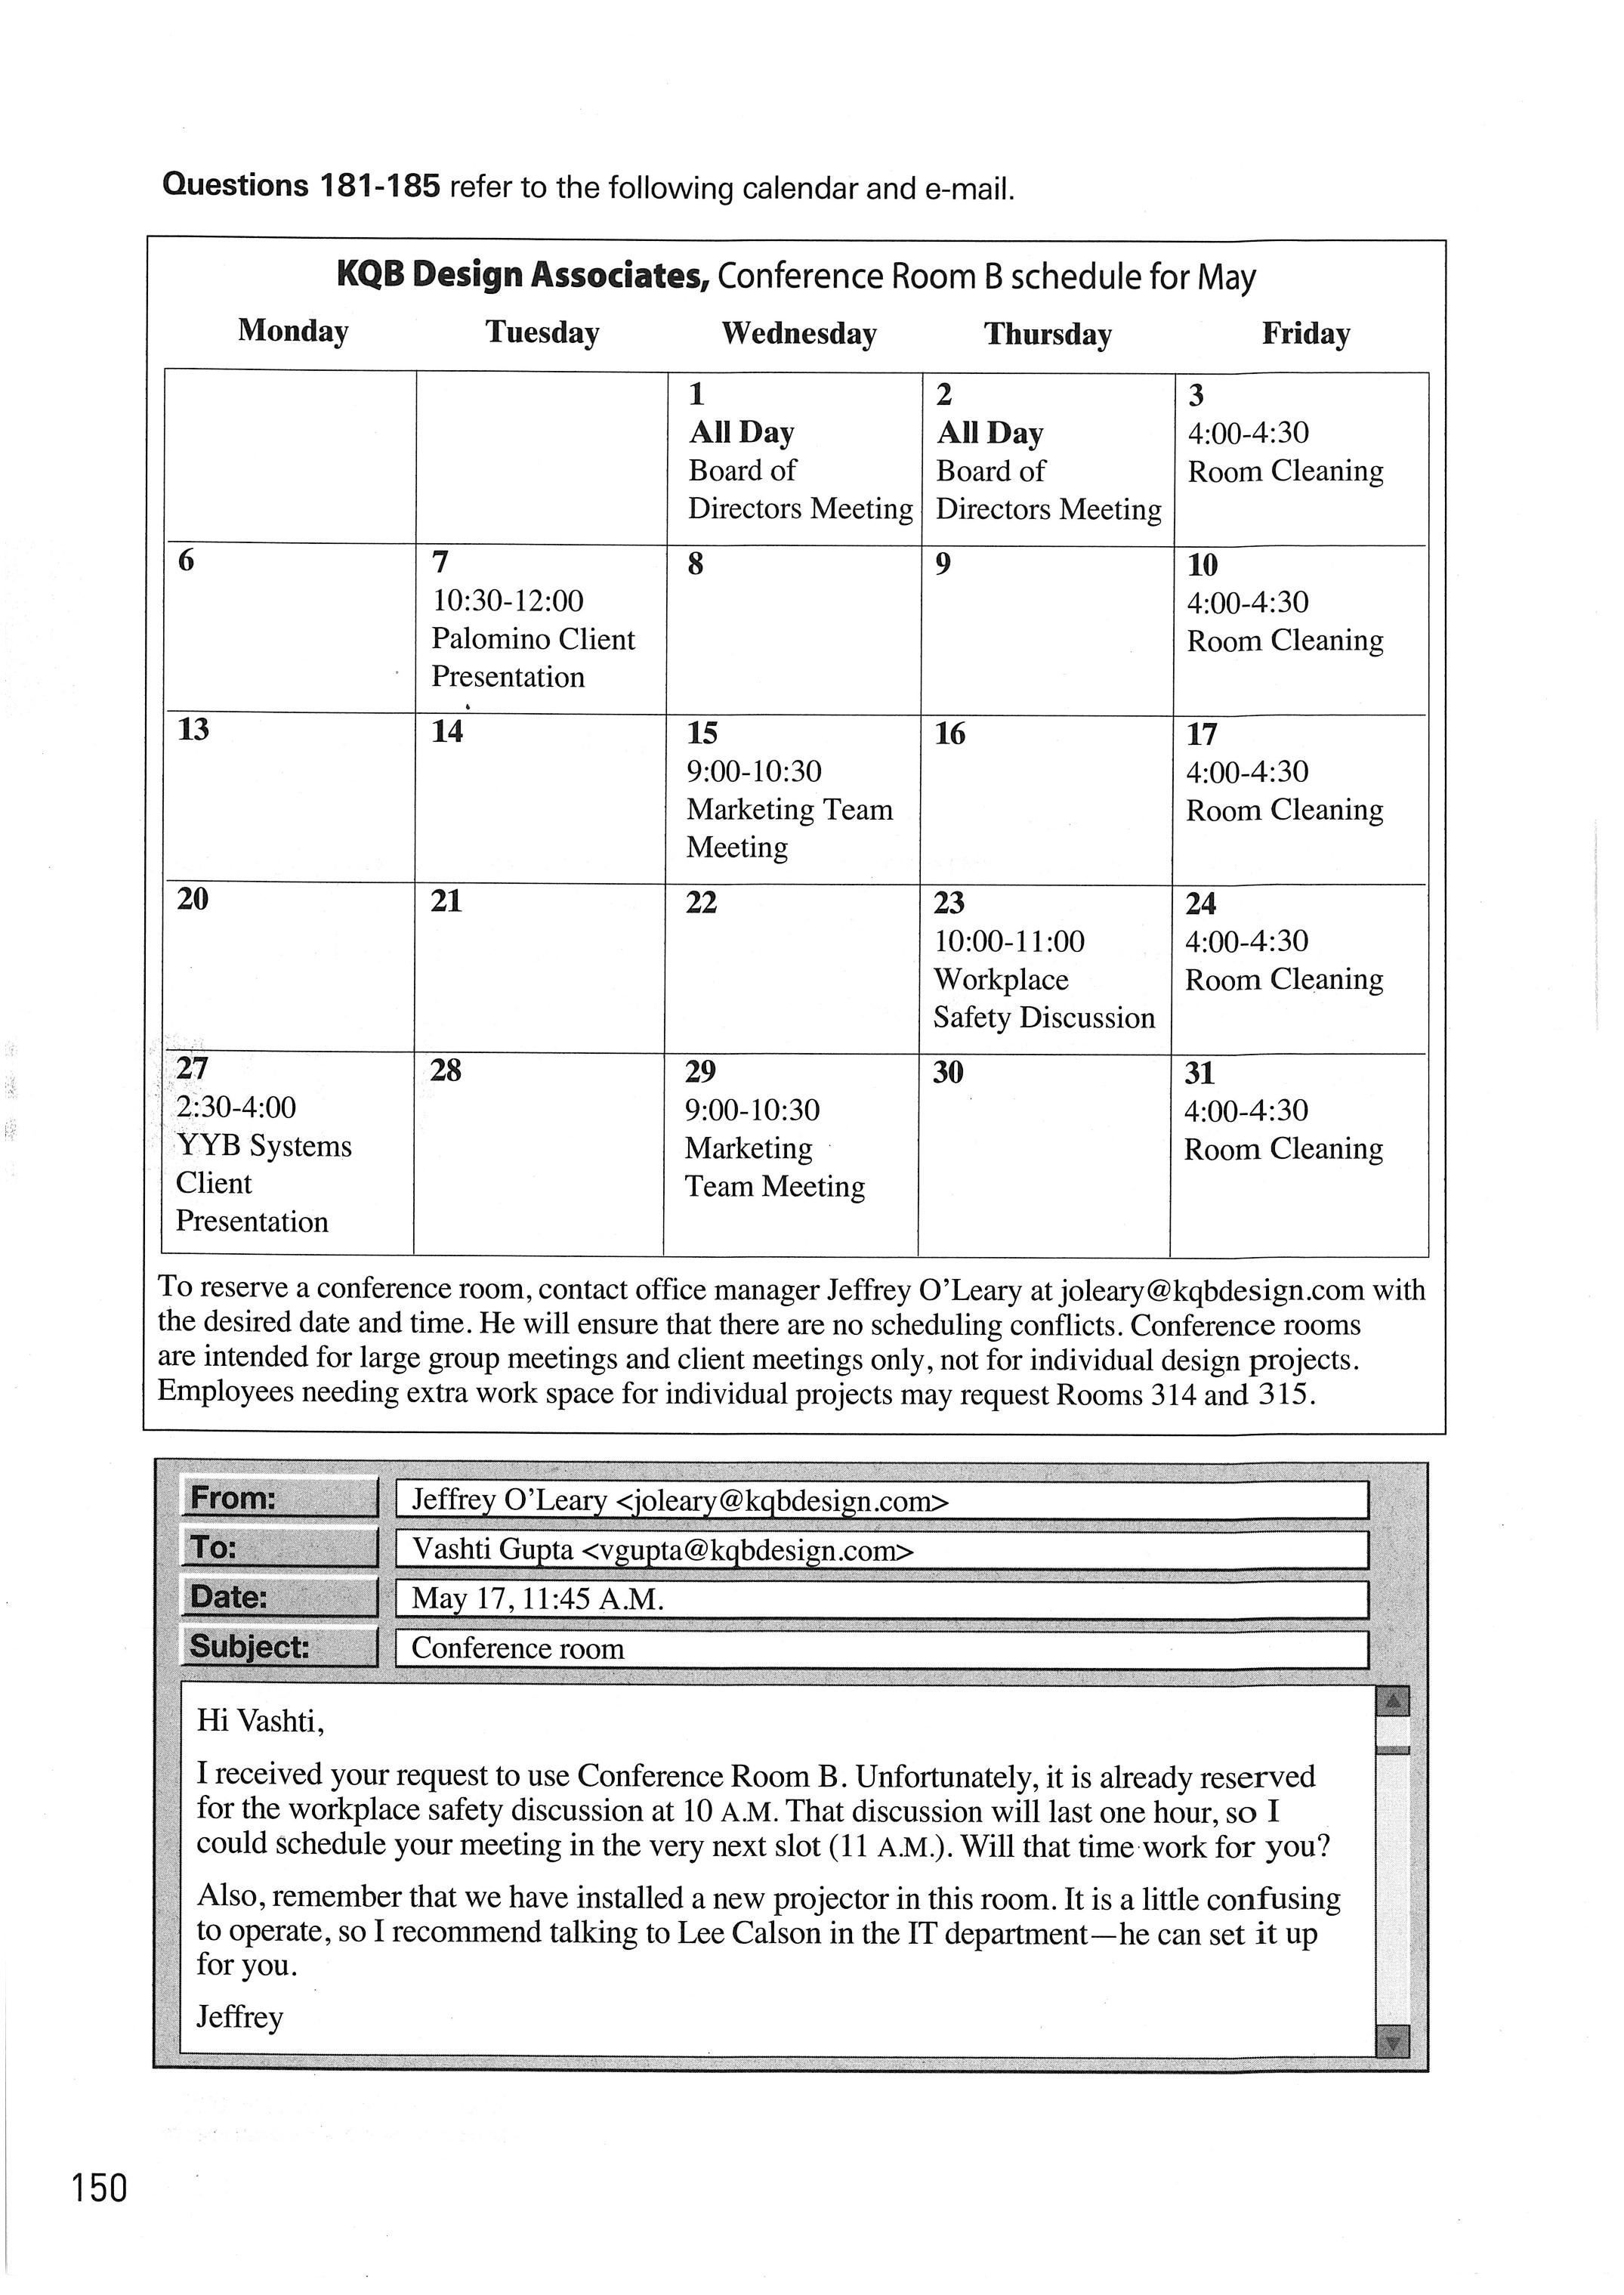 Questions 181-185 refer to the following calendar and e-mail.
KQB Design Associates, Conference Room B schedule for May
Monday Tuesday Wednesday Thursday Friday
1
All Day
Board of
Directors Meeting
2
All Day
Board of
Directors Meeting
3
4:00-4:30
Room Cleaning
6
7
10:30-12:00
Palomino Client
Presentation
8
9
10
4:00-4:30
Room Cleaning
13
14
15
9:00-10:30
Marketing Team
Meeting
16
17
4:00-4:30
Room Cleaning
20
21
22
23
10:00-11:00
Workplace
Safety Discussion
24
4:00-4:30
Room Cleaning
27
2:30-4:00
YYB Systems
Client
Presentation
28
29
9:00-10:30
Marketing
Team Meeting
30
31
4:00-4:30
Room Cleaning
To reserve a conference room, contact office manager Jeffrey O'Leary at joleary@kqbdesign.com with
the desired date and time. He will ensure that there are no scheduling conflicts. Conference rooms
are intended for large group meetings and client meetings only, not for individual design projects.
Employees needing extra work space for individual projects may request Rooms 314 and 315.
From: Jeffrey O'Leary <joleary@kqbdesign.com>
To: Vashti Gupta <vgupta@kqbdesign.com>
Date: May 17, 11:45 A.M.
Subject: Conference room
Hi Vashti,
I received your request to use Conference Room B. Unfortunately, it is already reserved
for the workplace safety discussion at 10 A.M. That discussion will last one hour, so I
could schedule your meeting in the very next slot (11 A.M.). Will that time work for you?
Also, remember that we have installed a new projector in this room. It is a little confusing
to operate, so I recommend talking to Lee Calson in the IT department—he can set it up
for you.
Jeffrey
150